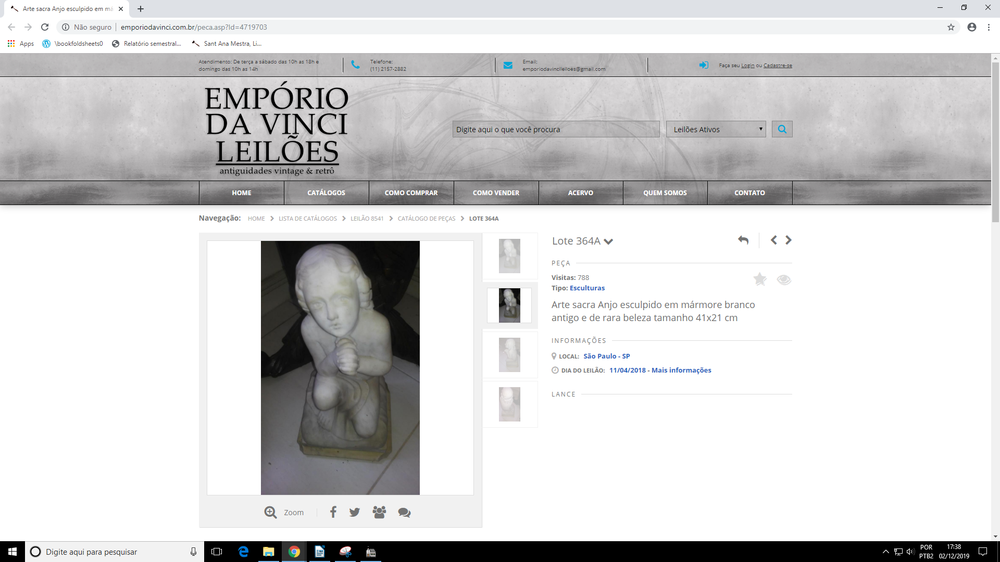 Arte sacra Anjo esculpido em má
Não seguro
emporiodavinci.com.br/peca.asp?Id=4719703
Apps
\bookfoldsheets0
Relatório semestral...
Sant Ana Mestra, Li...
Atendimento: De terça a sábado das 10h as 18h e
domingo das 10h as 14h
Telefone:
(11) 2157-2882
Email:
emporiodavincileiloes@gmail.com
Faça seu Login ou Cadastre-se
EMPÓRIO
DA VINCI
LEILÕES
antiguidades vintage & retrô
Digite aqui o que você procura
Leilões Ativos
HOME
CATÁLOGOS
COMO COMPRAR
COMO VENDER
ACERVO
QUEM SOMOS
CONTATO
Navegação: HOME LISTA DE CATÁLOGOS LEILÃO 8541 CATÁLOGO DE PEÇAS LOTE 364A
Lote 364A
PEÇA
Visitas: 788
Tipo: Esculturas
Arte sacra Anjo esculpido em mármore branco
antigo e de rara beleza tamanho 41x21 cm
INFORMAÇÕES
LOCAL: São Paulo - SP
DIA DO LEILÃO: 11/04/2018 - Mais informações
LANCE
Zoom
Digite aqui para pesquisar
POR
PTB2
17:38
02/12/2019